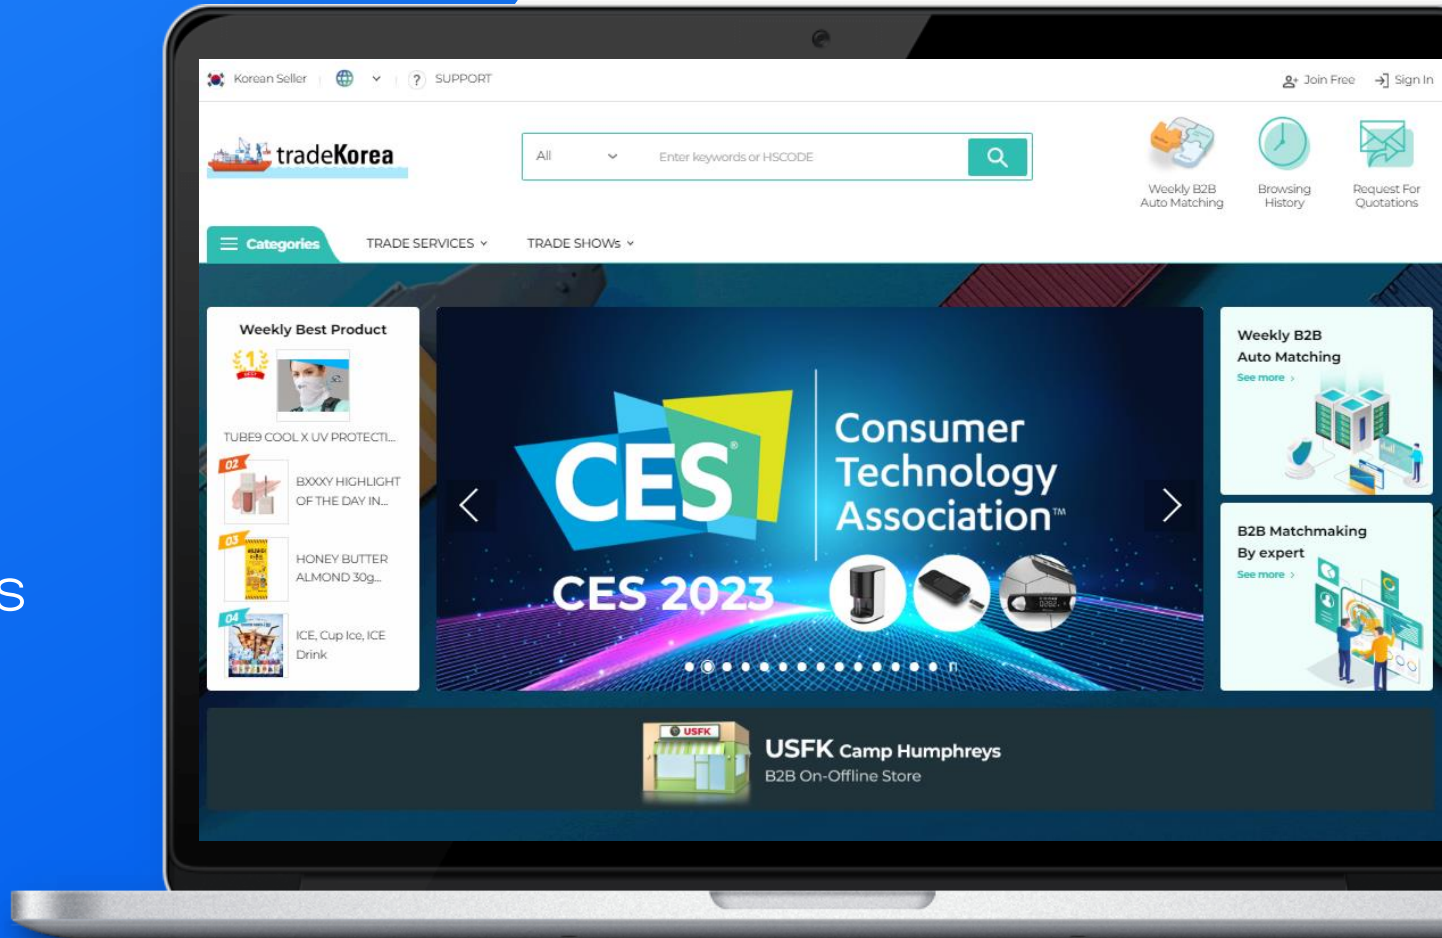 Korean Seller
SUPPORT
Join Free
Sign In
tradeKorea
All
Enter keywords or HSCODE
Weekly B2B
Auto Matching
Browsing
History
Request For
Quotations
Categories
TRADE SERVICES
TRADE SHOWs
Weekly Best Product
1
TUBE9 COOL X UV PROTECTI...
02
BXXXY HIGHLIGHT
OF THE DAY IN...
03
HONEY BUTTER
ALMOND 30g...
04
ICE, Cup Ice, ICE
Drink
CES®
Consumer
Technology
Association™
CES 2023
Weekly B2B
Auto Matching
See more
B2B Matchmaking
By expert
See more
USFK
USFK Camp Humphreys
B2B On-Offline Store
S